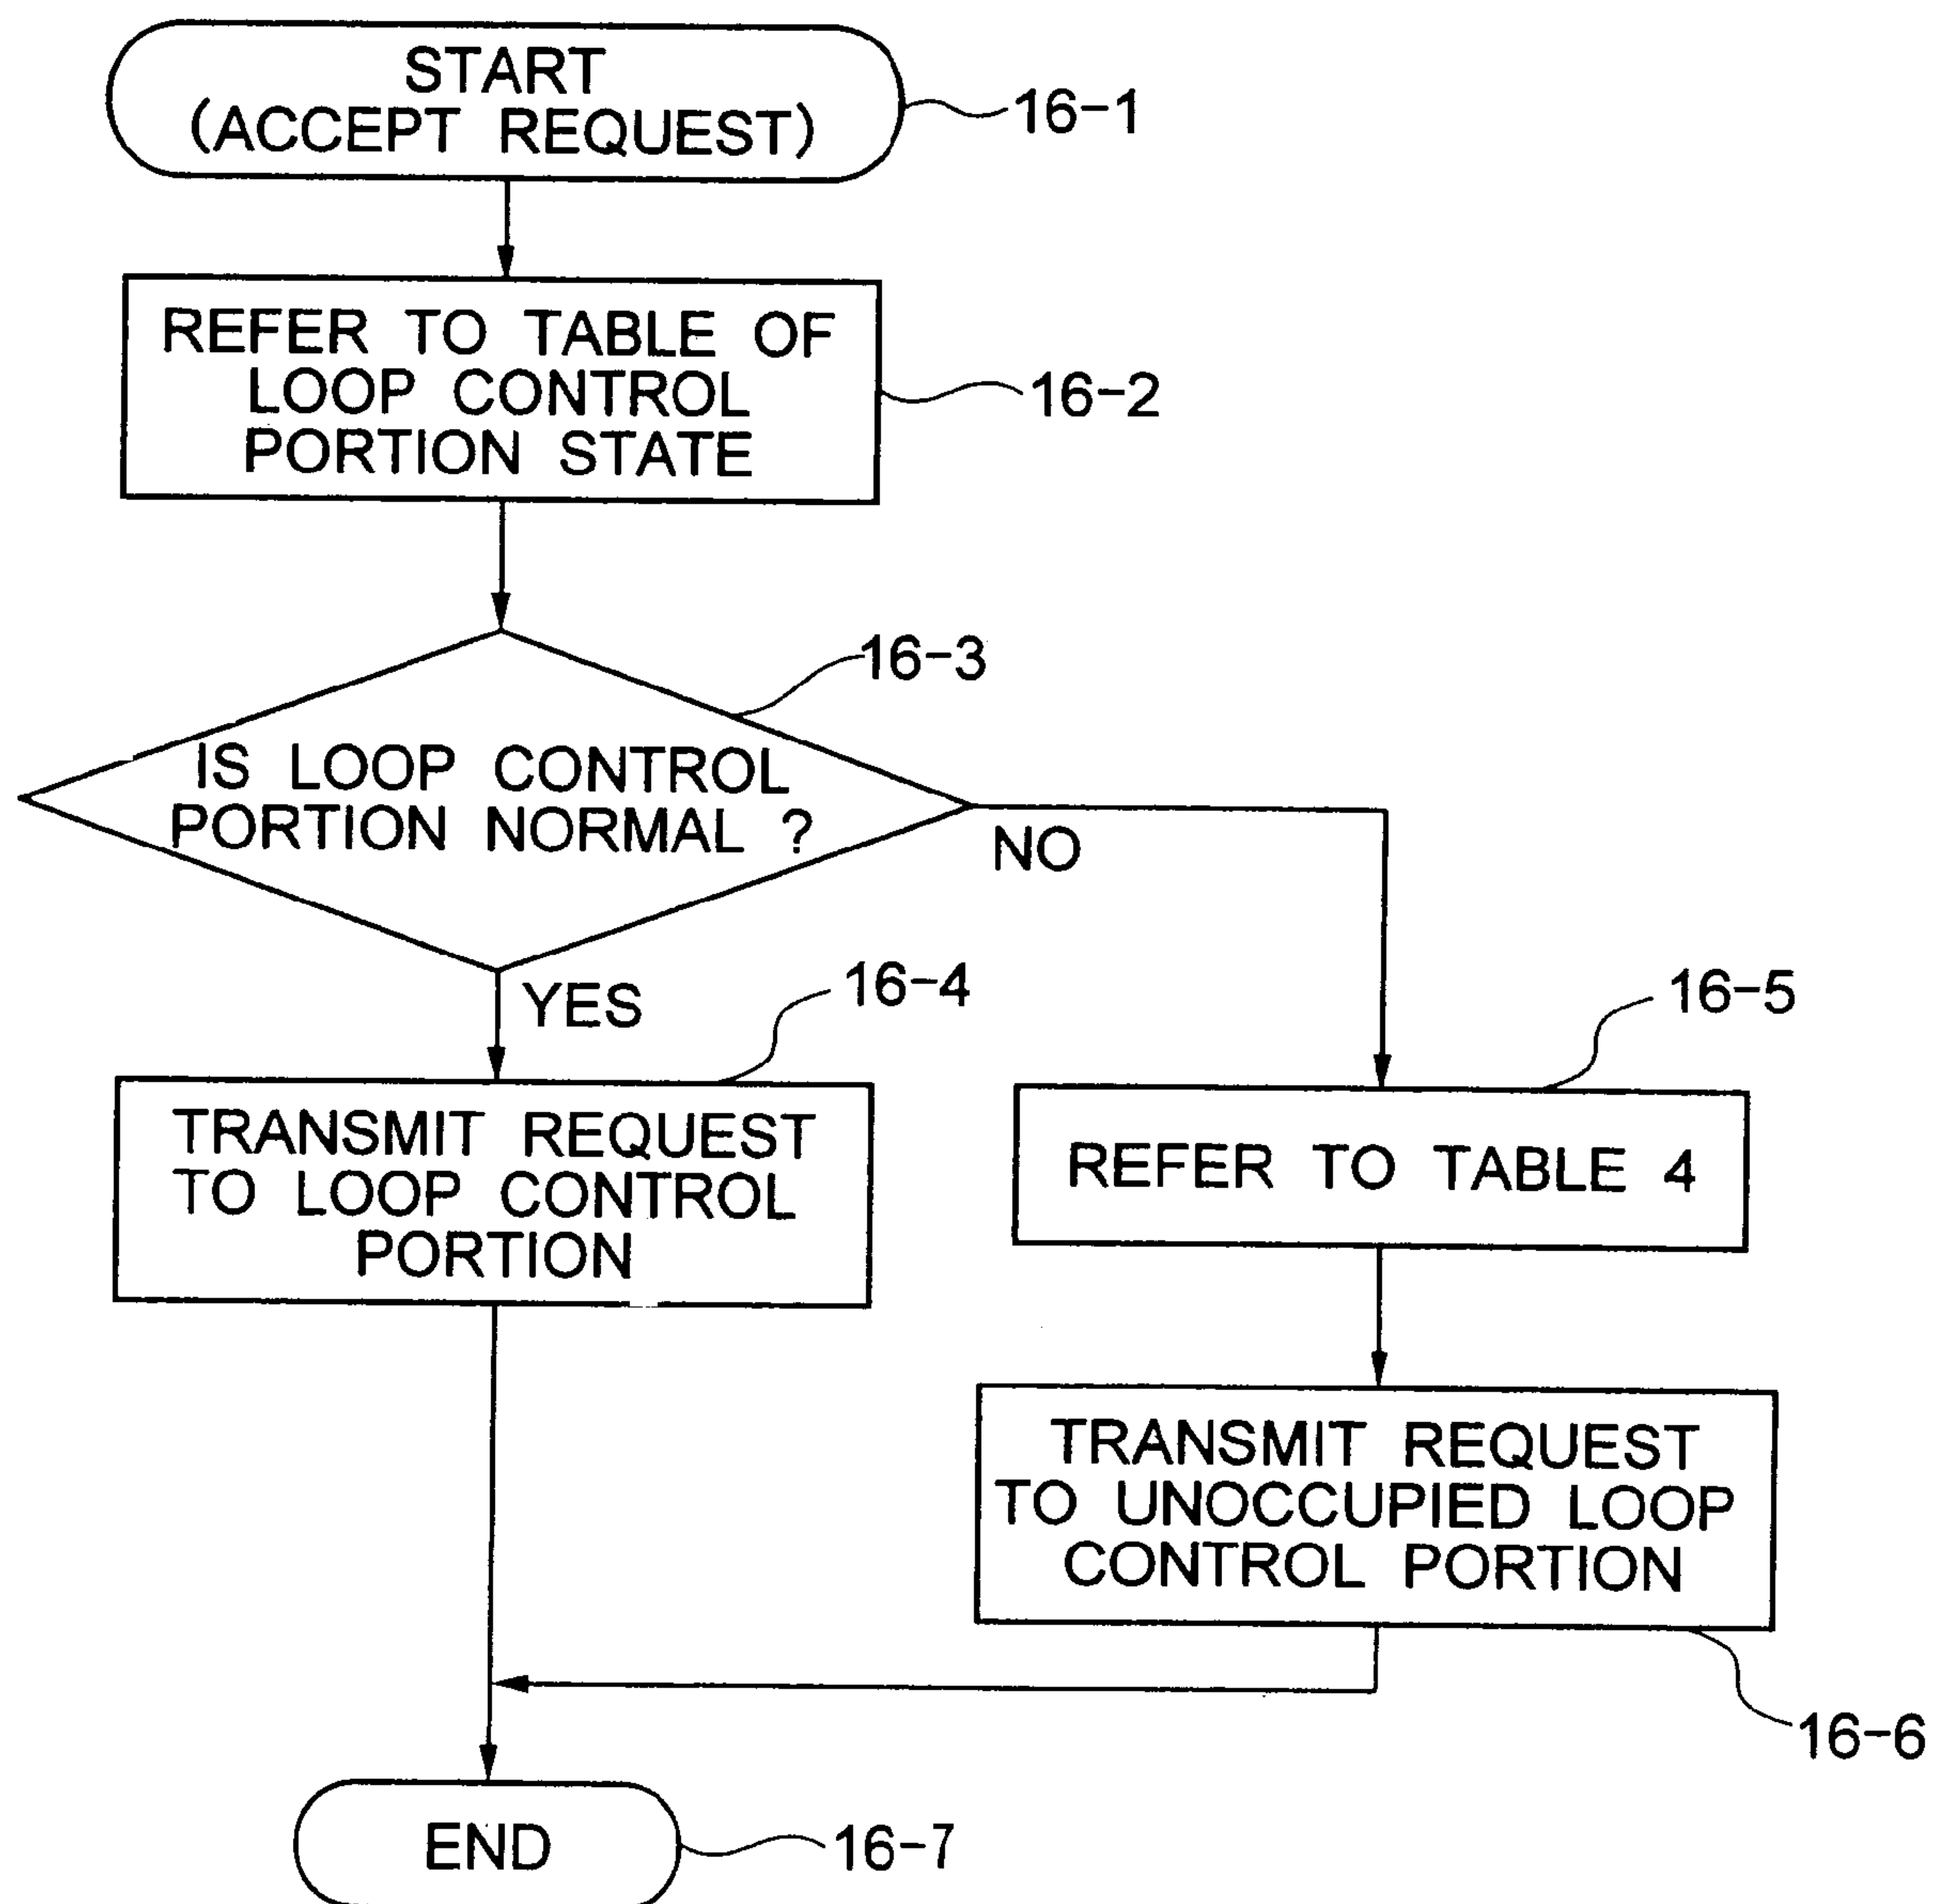 START
(ACCEPT REQUEST)
16-1
REFER TO TABLE OF
LOOP CONTROL
PORTION STATE
16-2
16-3
IS LOOP CONTROL
PORTION NORMAL ?
NO
YES
16-4
TRANSMIT REQUEST
TO LOOP CONTROL
PORTION
16-5
REFER TO TABLE 4
TRANSMIT REQUEST
TO UNOCCUPIED LOOP
CONTROL PORTION
16-6
END
16-7